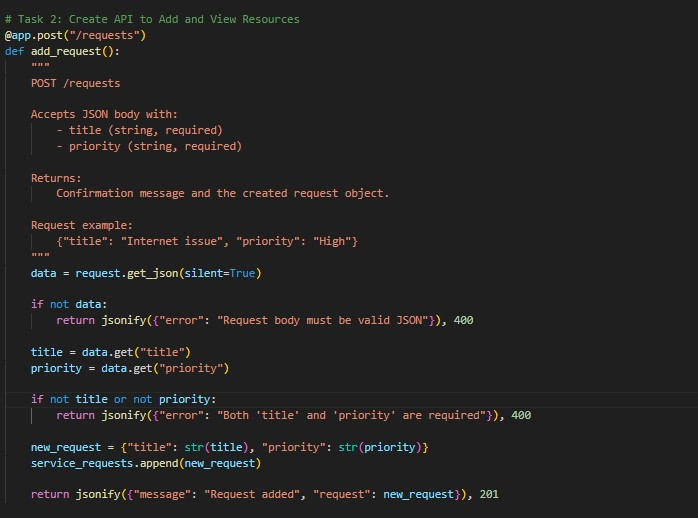 # Task 2: Create API to Add and View Resources
@app.post("/requests")
def add_request():
    """
    POST /requests

    Accepts JSON body with:
        - title (string, required)
        - priority (string, required)

    Returns:
        Confirmation message and the created request object.

    Request example:
        {"title": "Internet issue", "priority": "High"}
    """
    data = request.get_json(silent=True)

    if not data:
        return jsonify({"error": "Request body must be valid JSON"}), 400

    title = data.get("title")
    priority = data.get("priority")

    if not title or not priority:
        return jsonify({"error": "Both 'title' and 'priority' are required"}), 400

    new_request = {"title": str(title), "priority": str(priority)}
    service_requests.append(new_request)

    return jsonify({"message": "Request added", "request": new_request}), 201